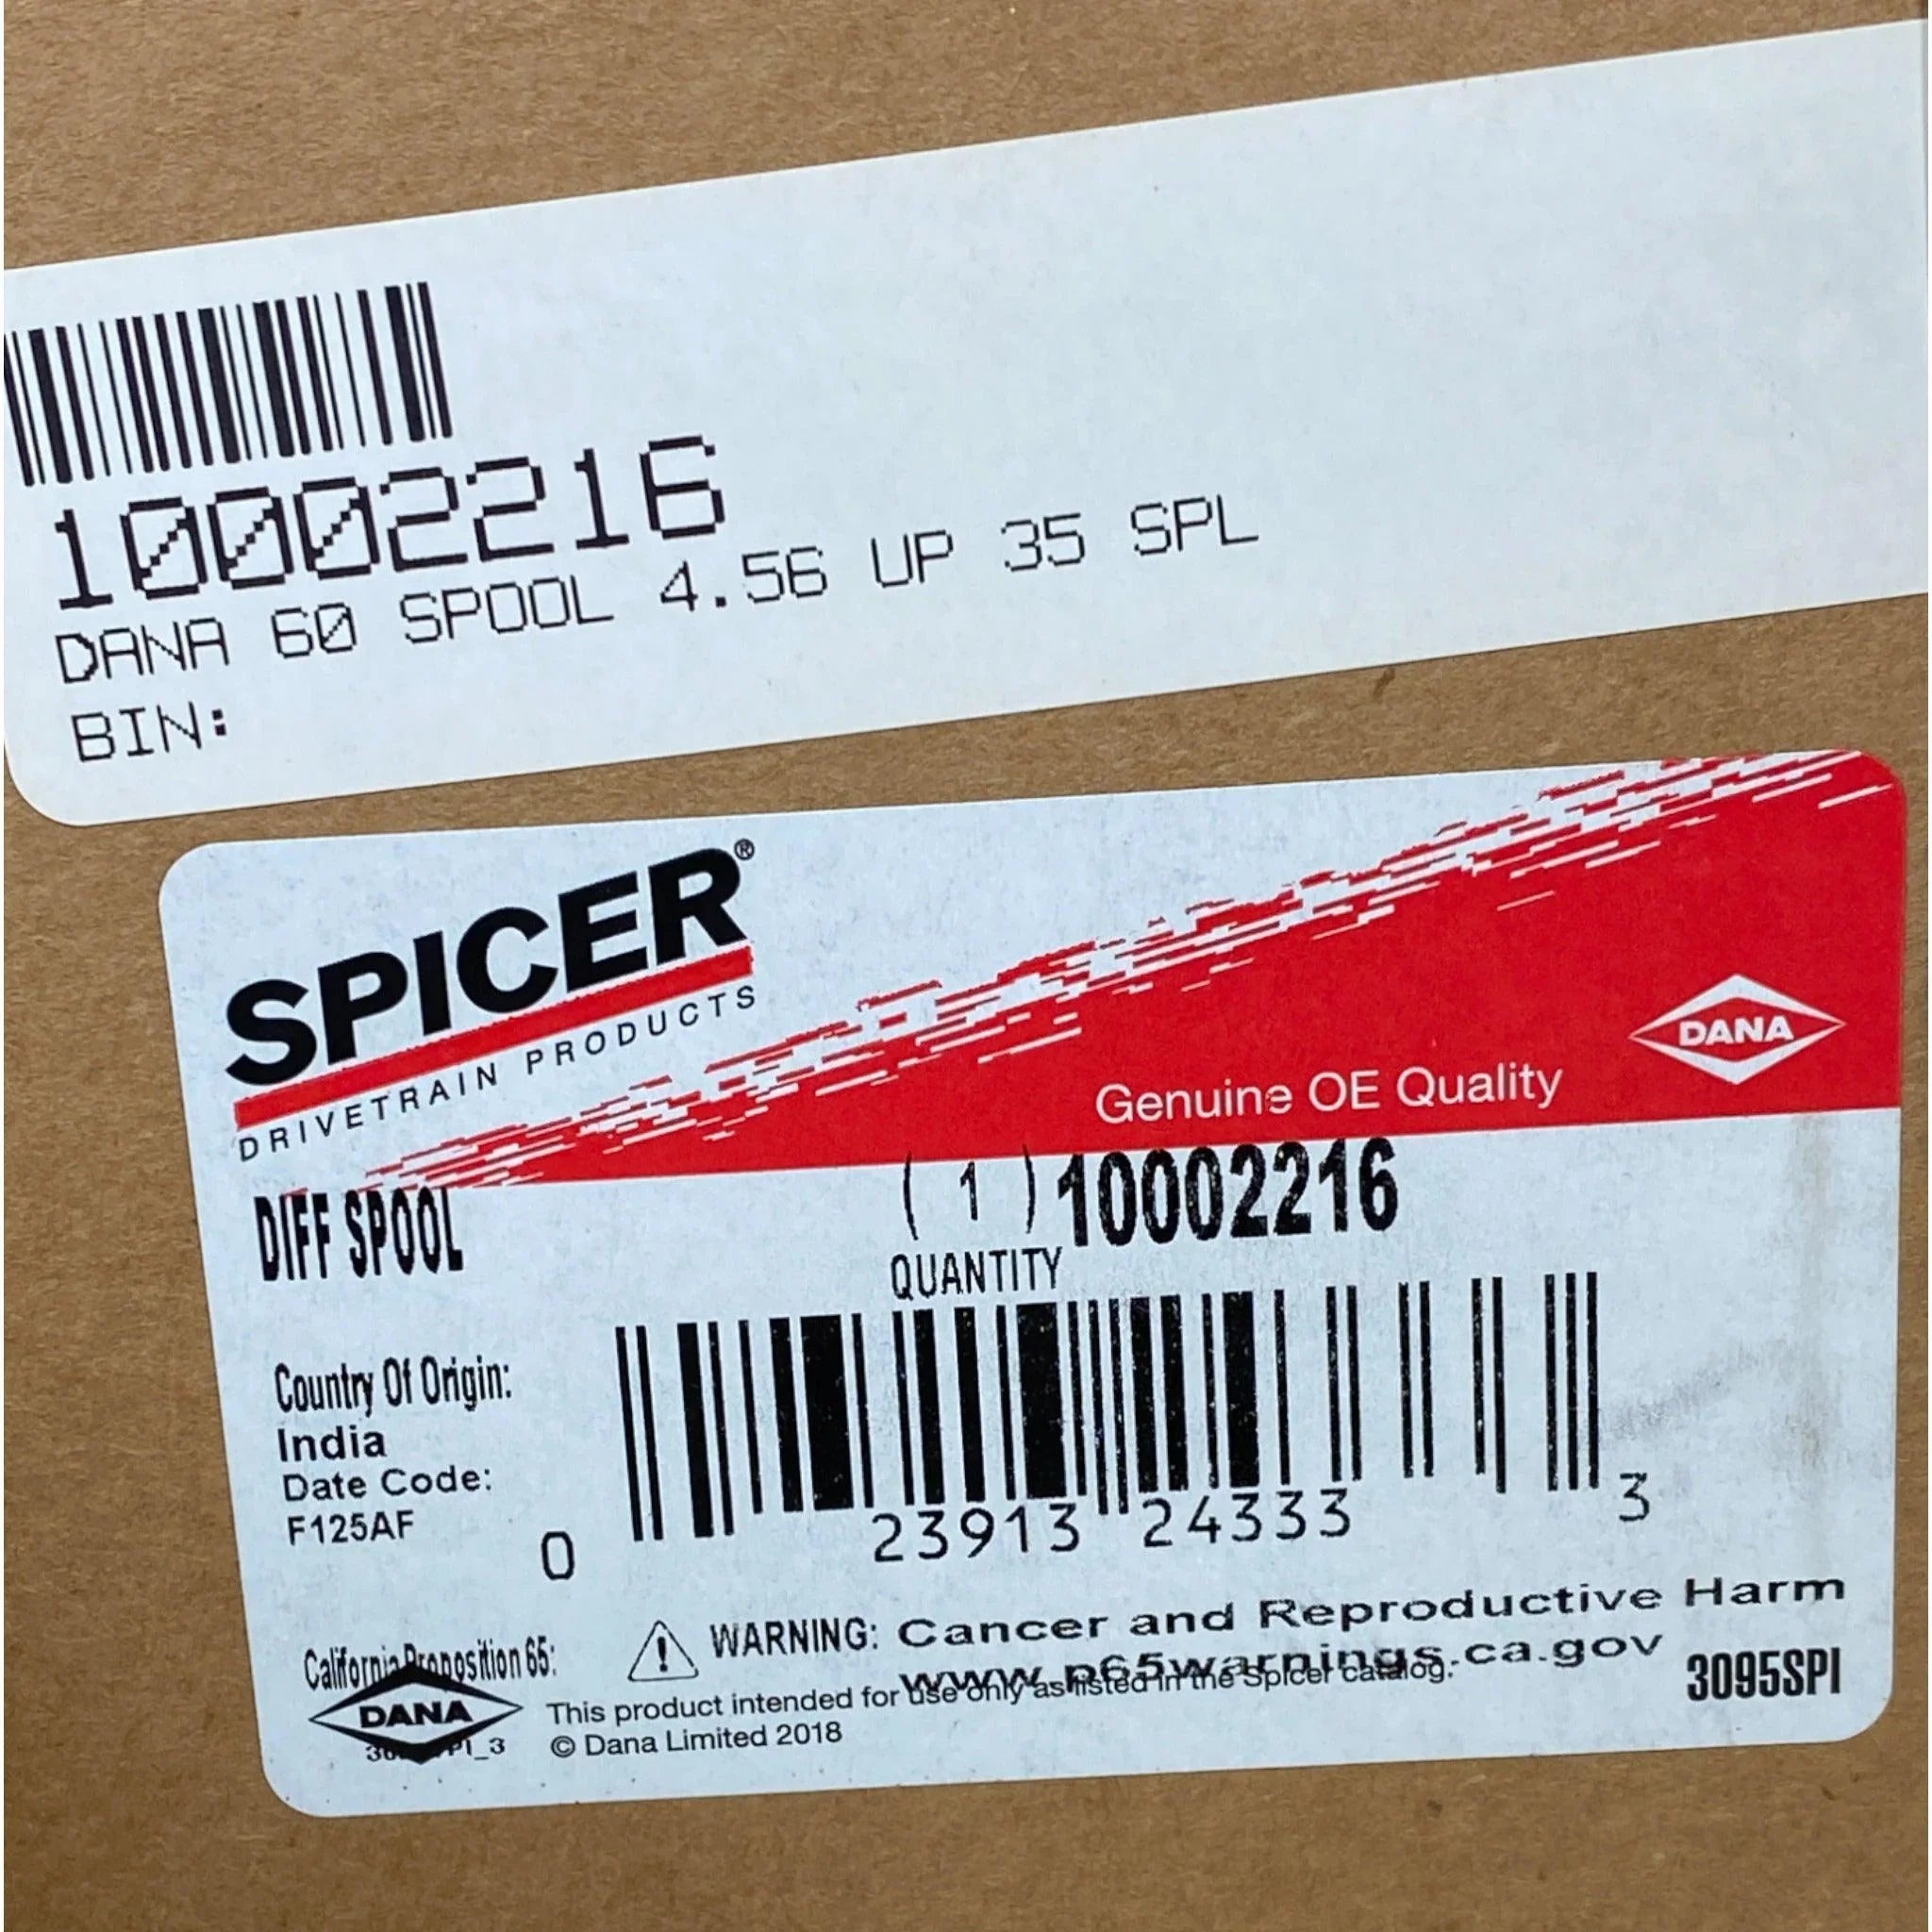 10002216
DANA 60 SPOOL 4.56 UP 35 SPL
BIN:
SPICER®
DRIVETRAIN PRODUCTS
DANA
Genuine OE Quality
DIFF SPOOL
( 1 ) 10002216
QUANTITY
Country Of Origin:
India
Date Code:
F125AF
0 23913 24333 3
California Proposition 65:
WARNING: Cancer and Reproductive Harm
www.p65warnings.ca.gov
3095SPI
DANA
This product intended for use only as listed in the Spicer catalog.
© Dana Limited 2018